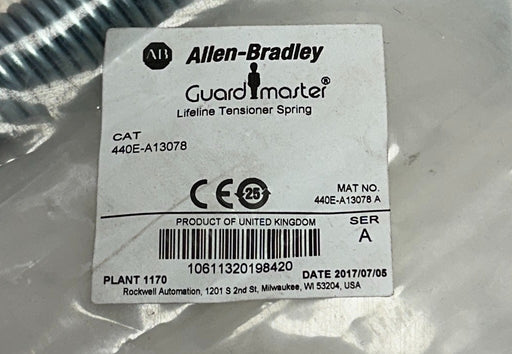 AB Allen-Bradley
Guardmaster®
Lifeline Tensioner Spring
CAT
440E-A13078
CE 25
MAT NO.
440E-A13078 A
PRODUCT OF UNITED KINGDOM
SER
A
10611320198420
PLANT 1170 DATE 2017/07/05
Rockwell Automation, 1201 S 2nd St, Milwaukee, WI 53204, USA